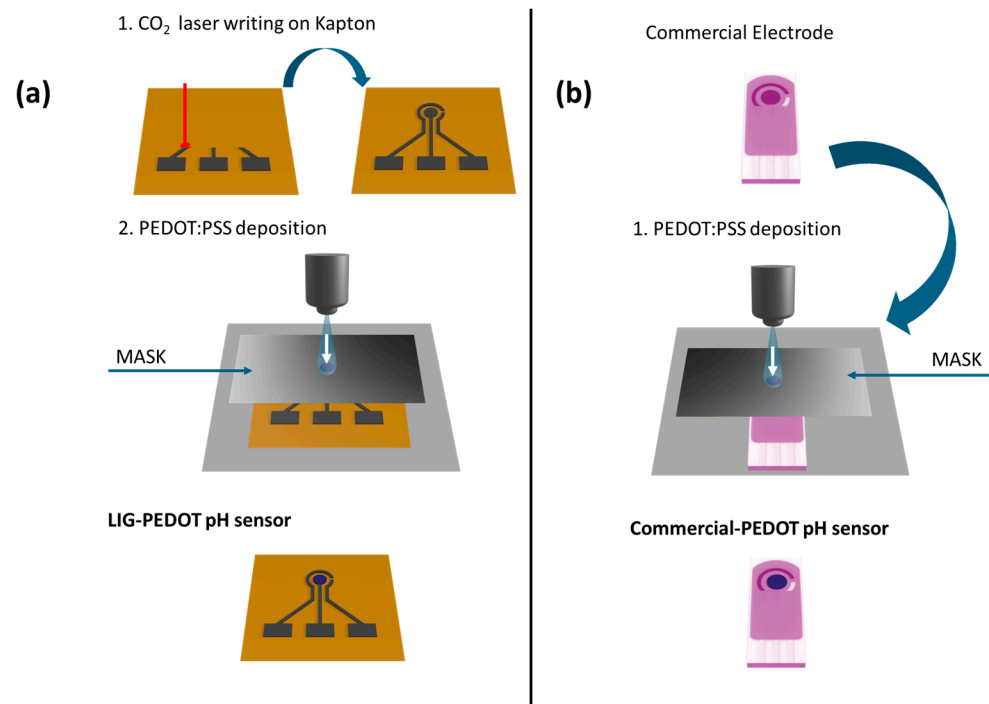 (a)
1. CO₂ laser writing on Kapton
2. PEDOT:PSS deposition
MASK
LIG-PEDOT pH sensor
(b)
Commercial Electrode
1. PEDOT:PSS deposition
MASK
Commercial-PEDOT pH sensor